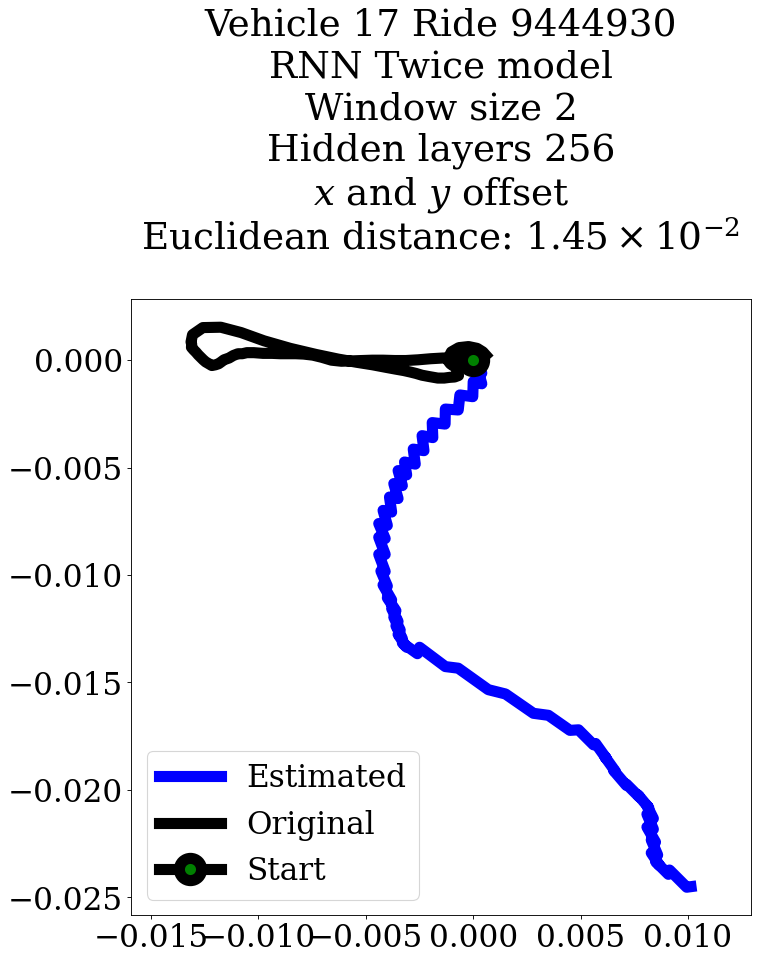 Vehicle 17 Ride 9444930
RNN Twice model
Window size 2
Hidden layers 256
x and y offset
Euclidean distance: 1.45 × 10⁻²
0.000
−0.005
−0.010
−0.015
−0.020
−0.025
Estimated
Original
Start
−0.015 −0.010 −0.005 0.000 0.005 0.010